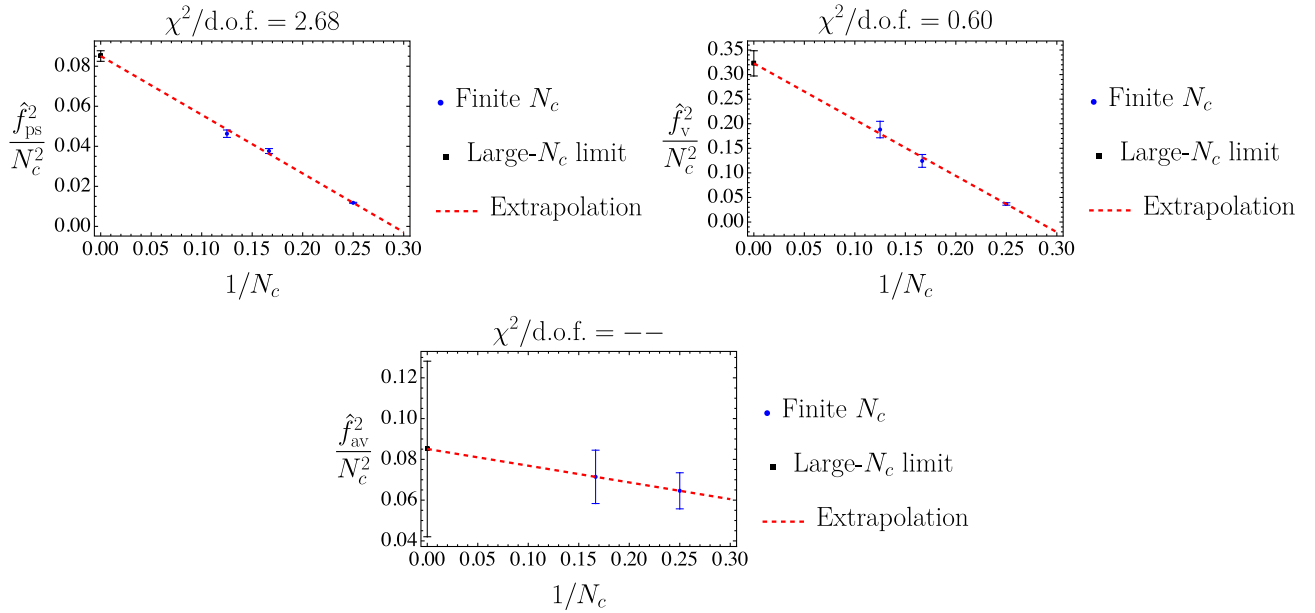 χ²/d.o.f. = 2.68
f̂²_ps / N_c²
0.08
0.06
0.04
0.02
0.00
0.00 0.05 0.10 0.15 0.20 0.25 0.30
1/N_c
Finite N_c
Large-N_c limit
Extrapolation
χ²/d.o.f. = 0.60
f̂²_v / N_c²
0.35
0.30
0.25
0.20
0.15
0.10
0.05
0.00
0.00 0.05 0.10 0.15 0.20 0.25 0.30
1/N_c
Finite N_c
Large-N_c limit
Extrapolation
χ²/d.o.f. = −−
f̂²_av / N_c²
0.12
0.10
0.08
0.06
0.04
0.00 0.05 0.10 0.15 0.20 0.25 0.30
1/N_c
Finite N_c
Large-N_c limit
Extrapolation